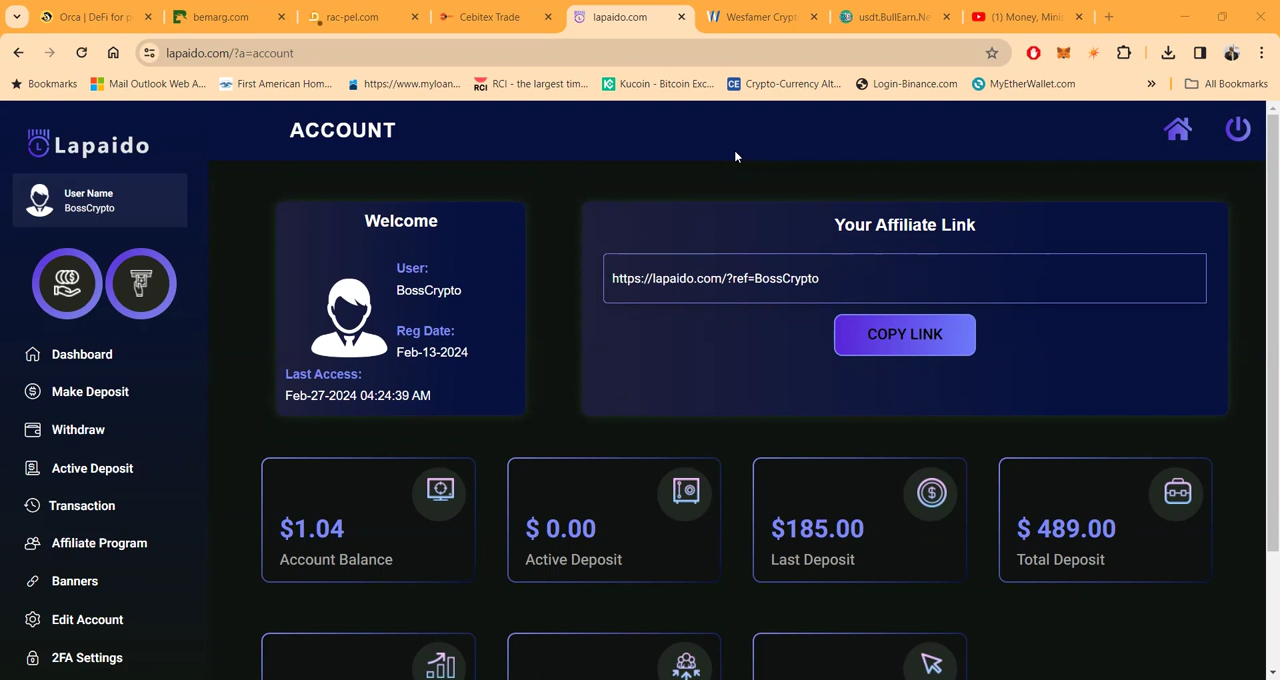 Orca | DeFi for p
bemarg.com
rac-pel.com
Cebitex Trade
lapaido.com
Wesfamer Crypt
usdt.BullEarn.Ne
(1) Money, Mini
lapaido.com/?a=account
Bookmarks
Mail Outlook Web A...
First American Hom...
https://www.myloan...
RCI - the largest tim...
Kucoin - Bitcoin Exc...
Crypto-Currency Alt...
Login-Binance.com
MyEtherWallet.com
All Bookmarks
Lapaido
ACCOUNT
User Name
BossCrypto
Dashboard
Make Deposit
Withdraw
Active Deposit
Transaction
Affiliate Program
Banners
Edit Account
2FA Settings
Welcome
User:
BossCrypto
Reg Date:
Feb-13-2024
Last Access:
Feb-27-2024 04:24:39 AM
Your Affiliate Link
https://lapaido.com/?ref=BossCrypto
COPY LINK
$1.04
Account Balance
$ 0.00
Active Deposit
$185.00
Last Deposit
$ 489.00
Total Deposit